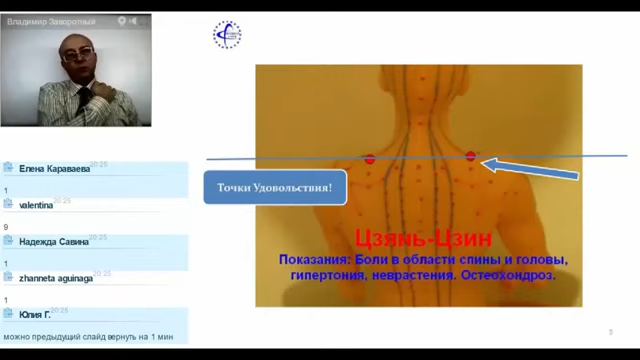 Владимир Заворотный
Елена Караваева 20:25
1
valentina 20:25
9
Надежда Савина 20:25
1
zhanneta aguinaga 20:25
1
Юлия Г. 20:25
можно предыдущий слайд вернуть на 1 мин
Точки Удовольствия!
Цзянь-Цзин
Показания: Боли в области спины и головы,
гипертония, неврастения. Остеохондроз.
5